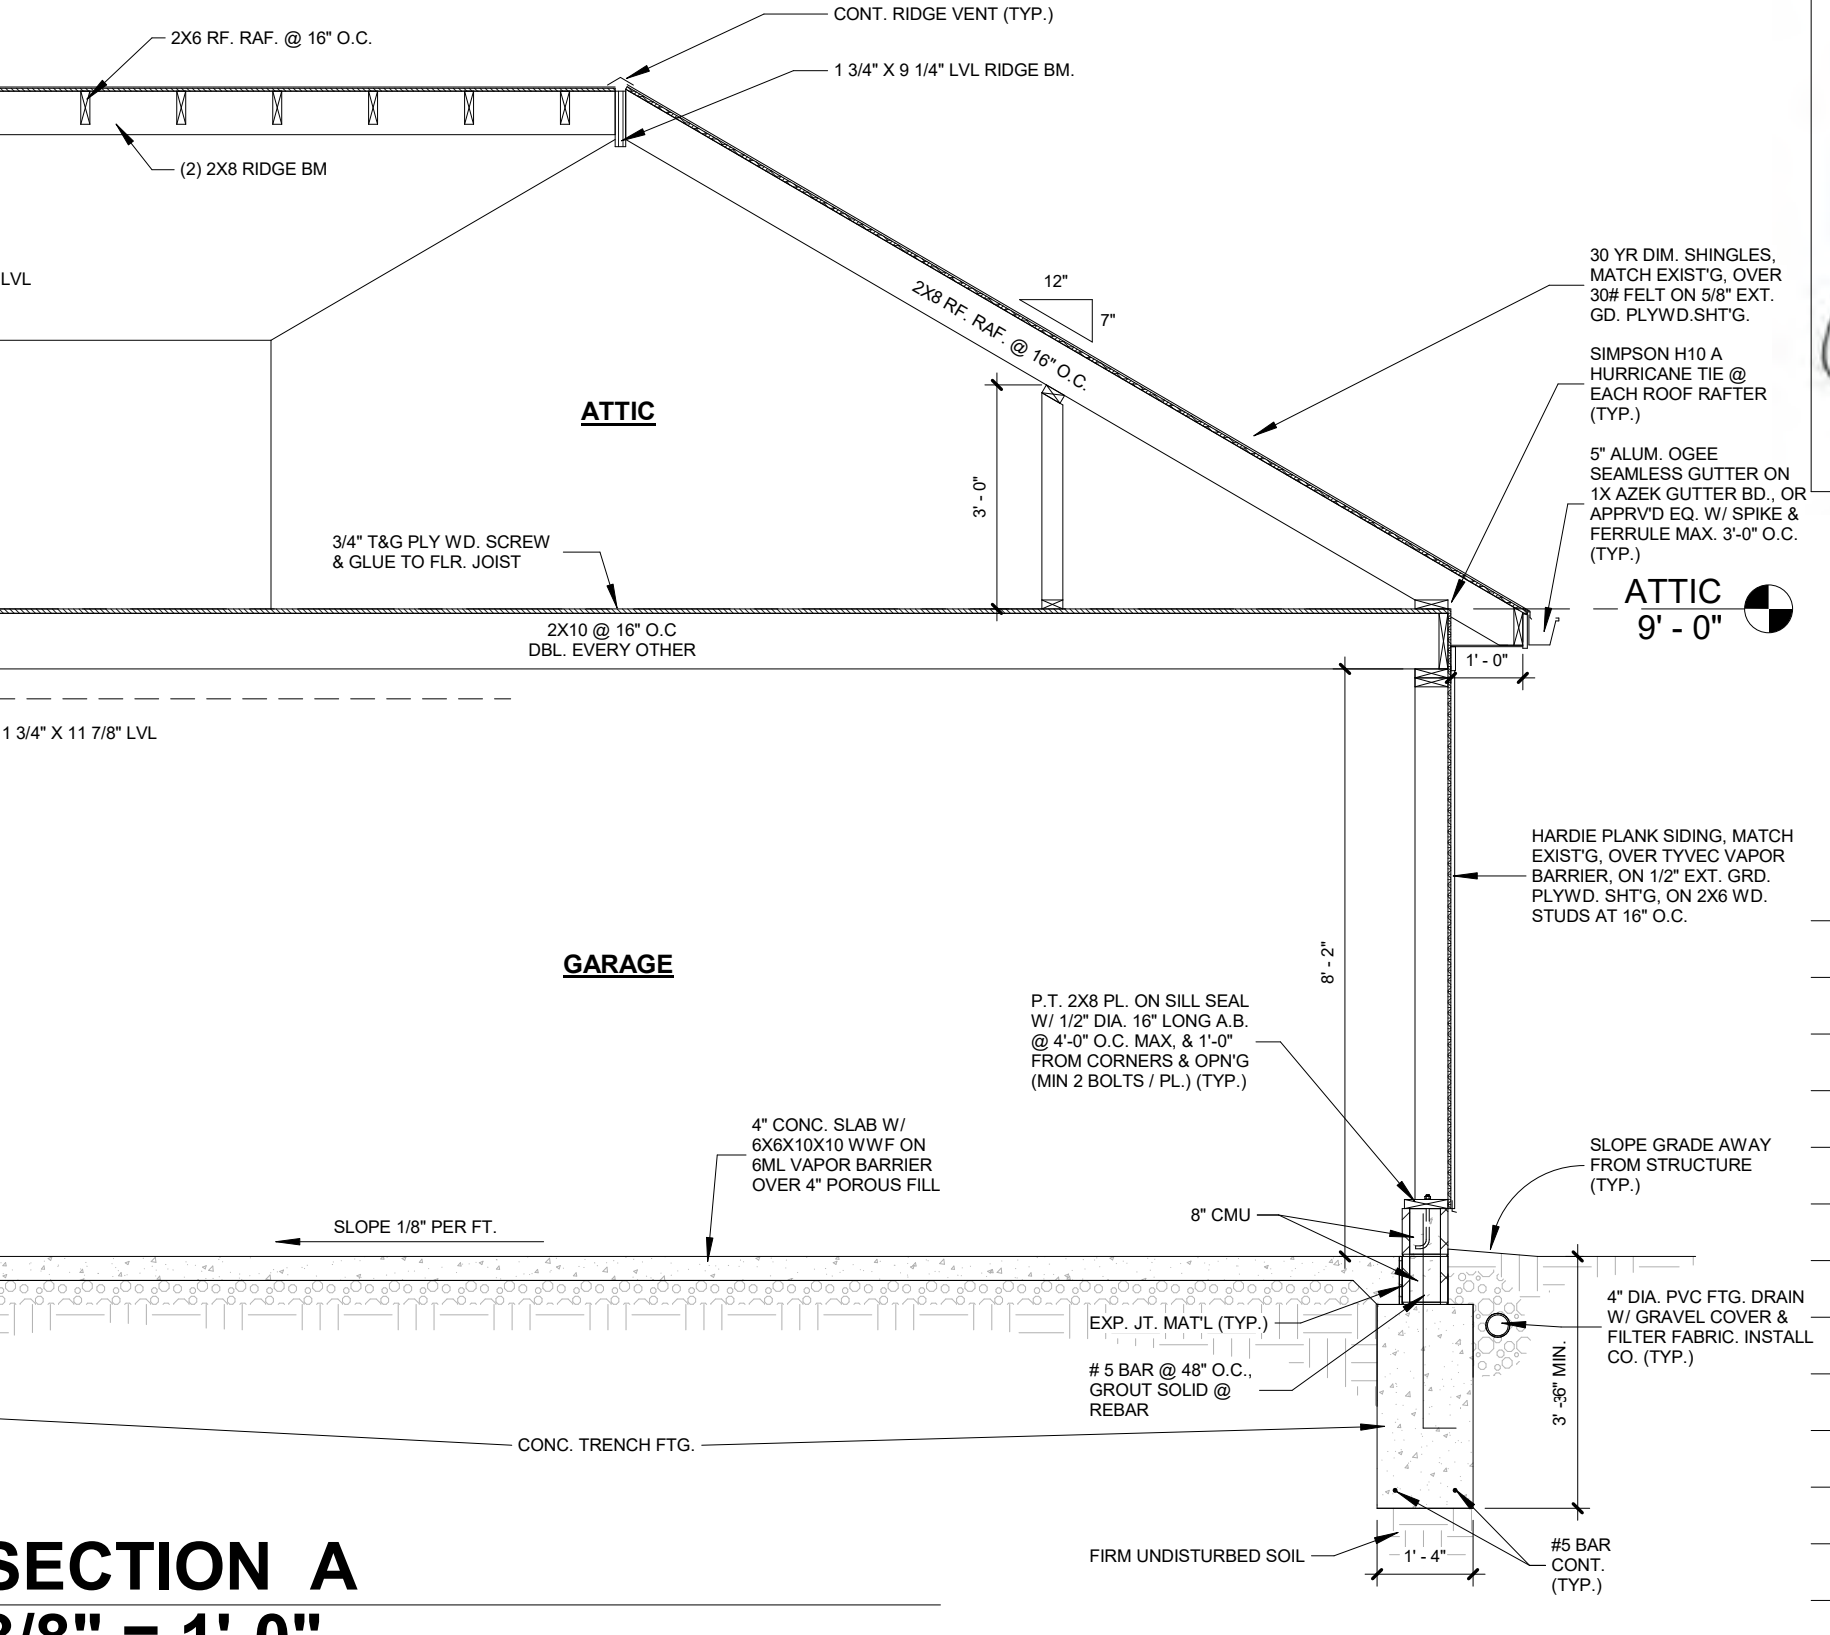 CONT. RIDGE VENT (TYP.)
2X6 RF. RAF. @ 16" O.C.
1 3/4" X 9 1/4" LVL RIDGE BM.
(2) 2X8 RIDGE BM
LVL
12"
7"
2X8 RF. RAF. @ 16" O.C.
30 YR DIM. SHINGLES,
MATCH EXIST'G, OVER
30# FELT ON 5/8" EXT.
GD. PLYWD.SHT'G.
SIMPSON H10 A
HURRICANE TIE @
EACH ROOF RAFTER
(TYP.)
ATTIC
3' - 0"
5" ALUM. OGEE
SEAMLESS GUTTER ON
1X AZEK GUTTER BD., OR
APPRV'D EQ. W/ SPIKE &
FERRULE MAX. 3'-0" O.C.
(TYP.)
3/4" T&G PLY WD. SCREW
& GLUE TO FLR. JOIST
ATTIC
9' - 0"
2X10 @ 16" O.C
DBL. EVERY OTHER
1' - 0"
1 3/4" X 11 7/8" LVL
HARDIE PLANK SIDING, MATCH
EXIST'G, OVER TYVEC VAPOR
BARRIER, ON 1/2" EXT. GRD.
PLYWD. SHT'G, ON 2X6 WD.
STUDS AT 16" O.C.
GARAGE
8' - 2"
P.T. 2X8 PL. ON SILL SEAL
W/ 1/2" DIA. 16" LONG A.B.
@ 4'-0" O.C. MAX, & 1'-0"
FROM CORNERS & OPN'G
(MIN 2 BOLTS / PL.) (TYP.)
4" CONC. SLAB W/
6X6X10X10 WWF ON
6ML VAPOR BARRIER
OVER 4" POROUS FILL
SLOPE GRADE AWAY
FROM STRUCTURE
(TYP.)
SLOPE 1/8" PER FT.
8" CMU
EXP. JT. MAT'L (TYP.)
4" DIA. PVC FTG. DRAIN
W/ GRAVEL COVER &
FILTER FABRIC. INSTALL
CO. (TYP.)
# 5 BAR @ 48" O.C.,
GROUT SOLID @
REBAR
MIN.
CONC. TRENCH FTG.
FIRM UNDISTURBED SOIL
1' - 4"
#5 BAR
CONT.
(TYP.)
SECTION A
3/8" = 1'-0"